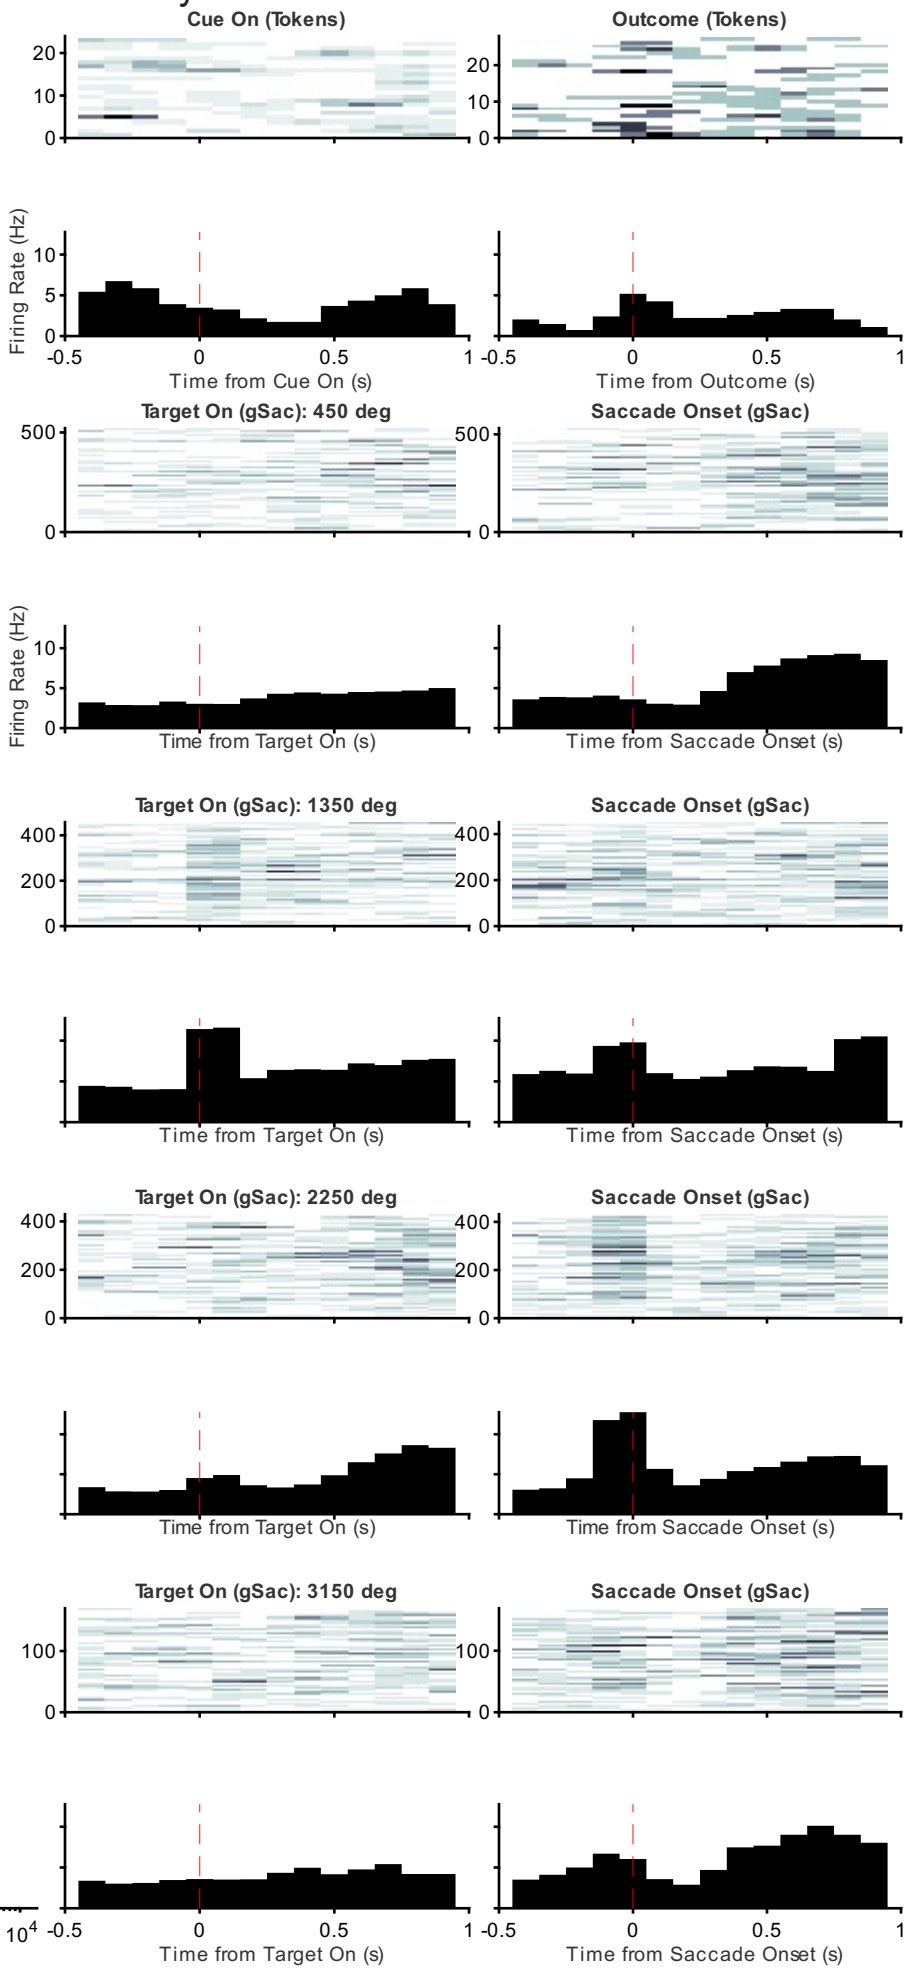 y
Cue On (Tokens) Outcome (Tokens)
20 20
10 10
0 0
Firing Rate (Hz)
10
5 5
0 0
-0.5 0 0.5 1 -0.5 0 0.5 1
Time from Cue On (s) Time from Outcome (s)
Target On (gSac): 450 deg Saccade Onset (gSac)
500 500
0 0
Firing Rate (Hz)
10
5
0
Time from Target On (s) Time from Saccade Onset (s)
Target On (gSac): 1350 deg Saccade Onset (gSac)
400 400
200 200
0 0
Time from Target On (s) Time from Saccade Onset (s)
Target On (gSac): 2250 deg Saccade Onset (gSac)
400 400
200 200
0 0
Time from Target On (s) Time from Saccade Onset (s)
Target On (gSac): 3150 deg Saccade Onset (gSac)
100 100
0 0
10⁴ -0.5 0 0.5 1 -0.5 0 0.5 1
Time from Target On (s) Time from Saccade Onset (s)